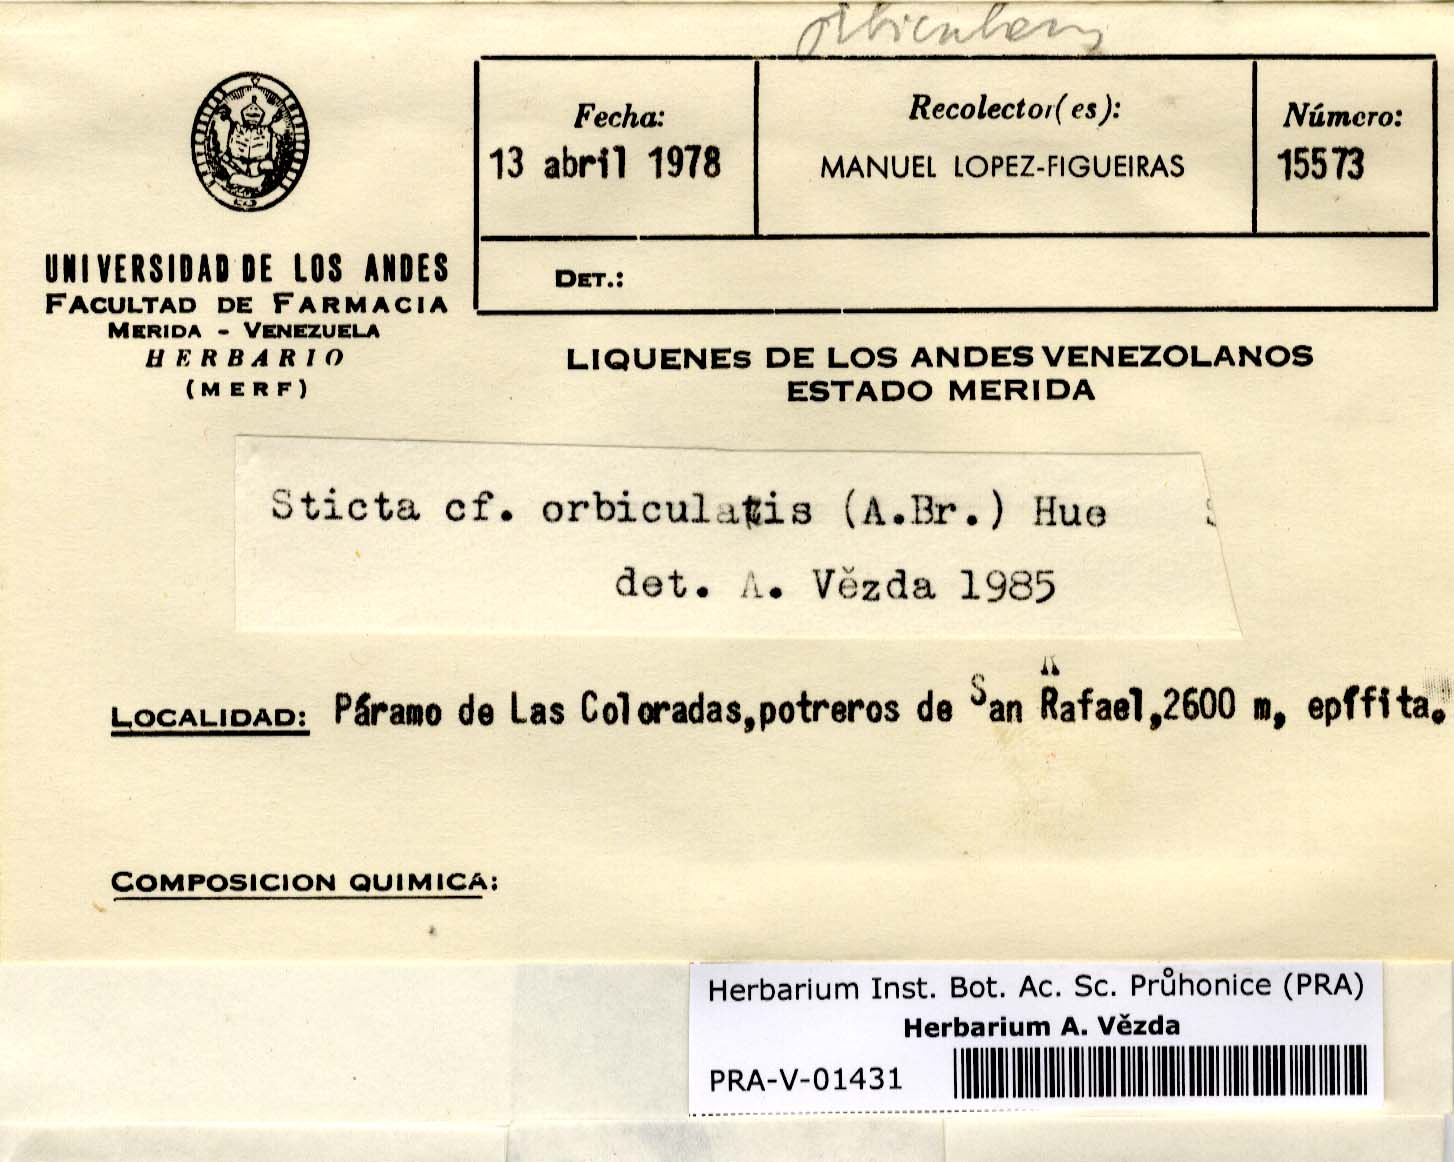 Fecha:
13 abril 1978
Recolector(es):
MANUEL LOPEZ-FIGUEIRAS
Número:
15573
DET.:
UNIVERSIDAD DE LOS ANDES
FACULTAD DE FARMACIA
MERIDA - VENEZUELA
HERBARIO
(MERF)
LIQUENES DE LOS ANDES VENEZOLANOS
ESTADO MERIDA
Sticta cf. orbiculatis (A.Br.) Hue
det. A. Vězda 1985
LOCALIDAD: Páramo de Las Coloradas, potreros de San Rafael, 2600 m, epífita.
COMPOSICION QUIMICA:
Herbarium Inst. Bot. Ac. Sc. Průhonice (PRA)
Herbarium A. Vězda
PRA-V-01431